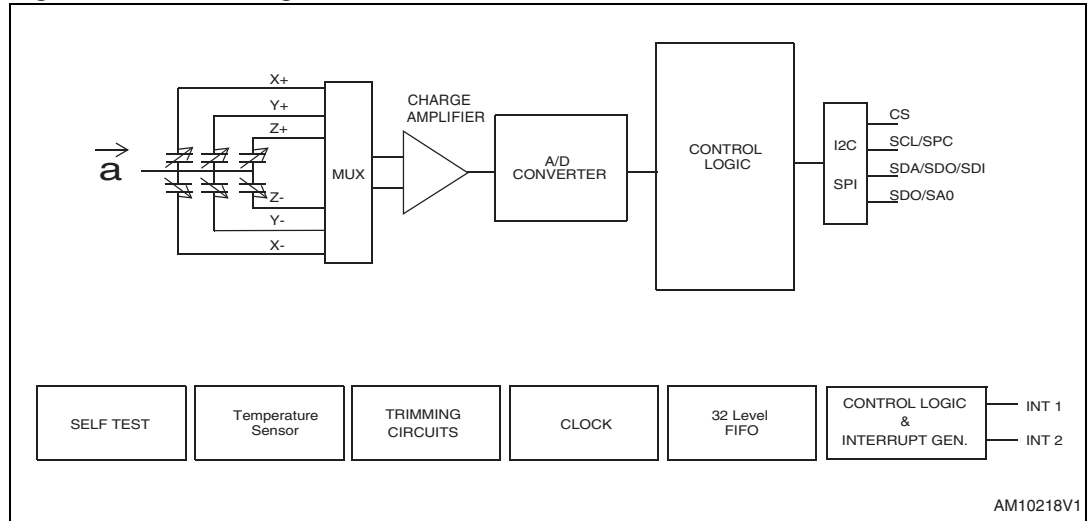 X+
Y+
Z+
a
Z-
Y-
X-
MUX
CHARGE
AMPLIFIER
A/D
CONVERTER
CONTROL
LOGIC
I2C
SPI
CS
SCL/SPC
SDA/SDO/SDI
SDO/SA0
SELF TEST
Temperature
Sensor
TRIMMING
CIRCUITS
CLOCK
32 Level
FIFO
CONTROL LOGIC
&
INTERRUPT GEN.
INT 1
INT 2
AM10218V1